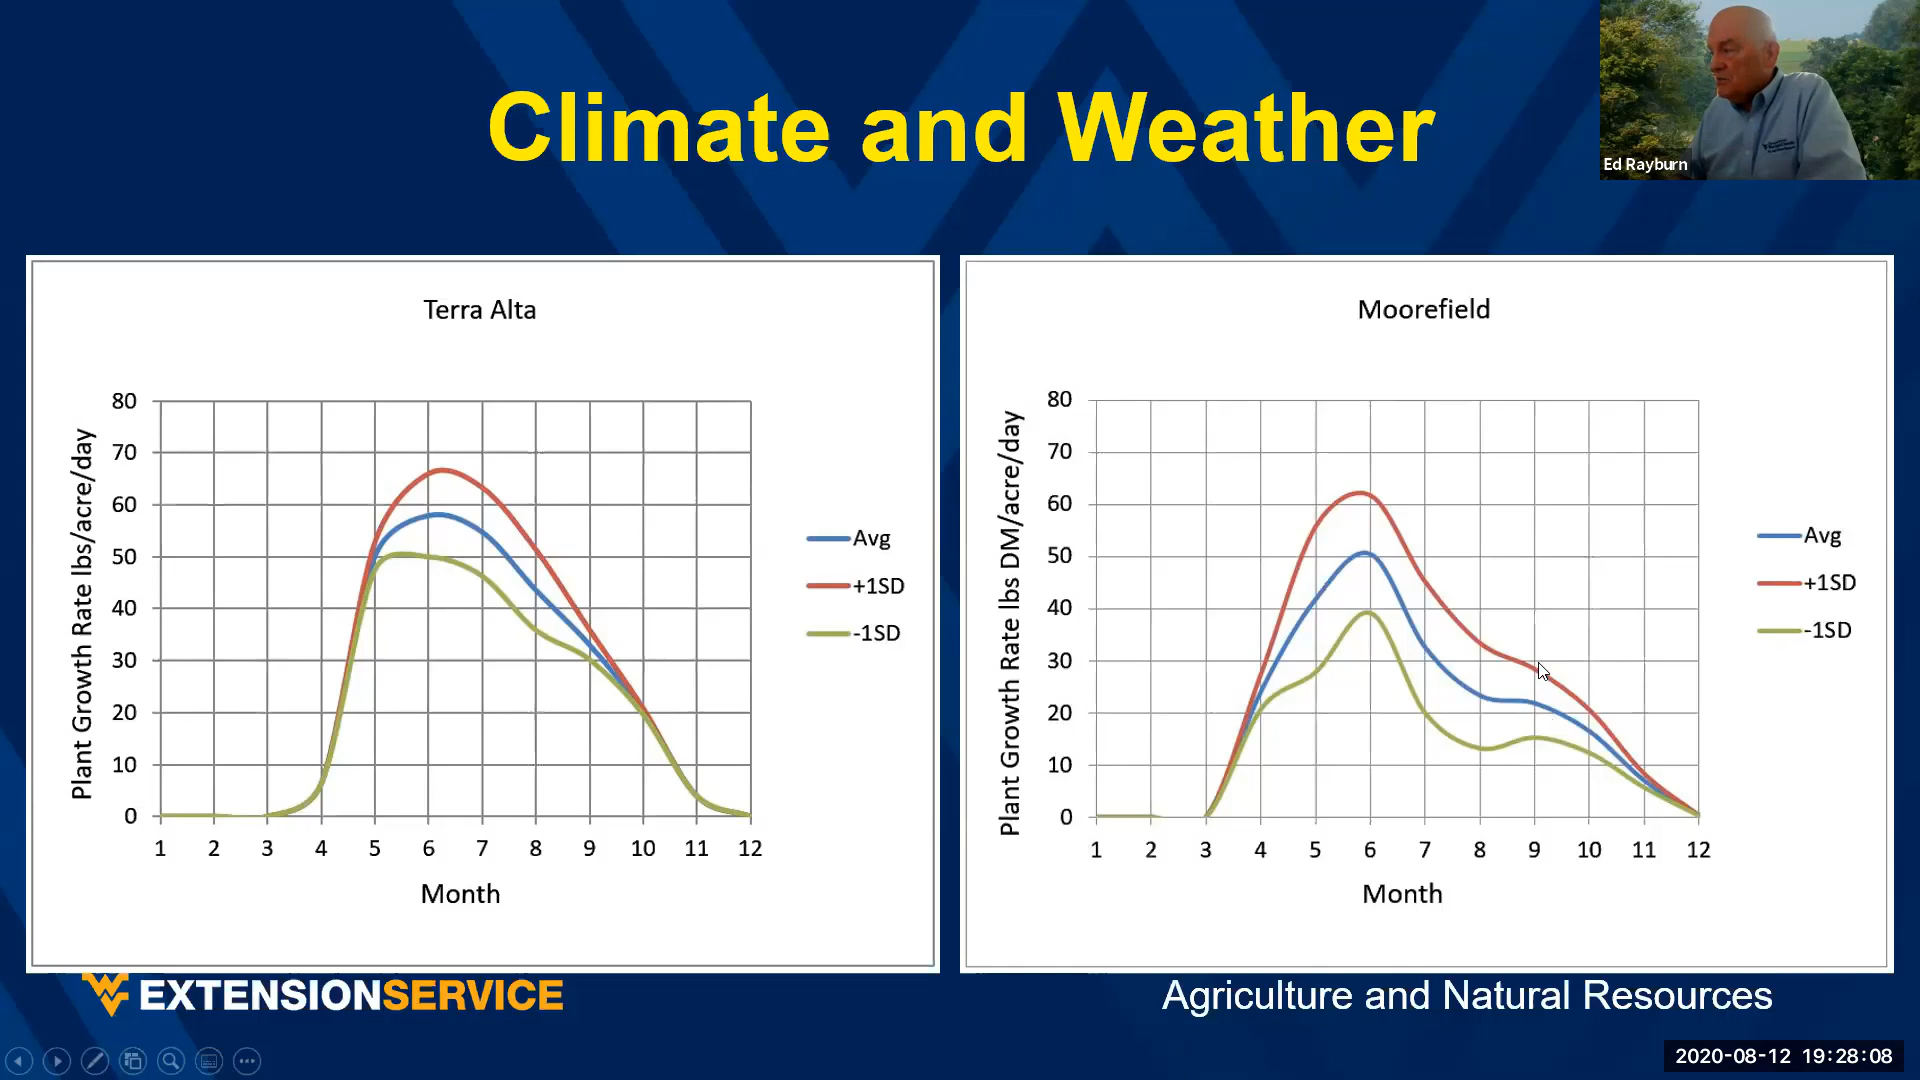 Climate and Weather
Ed Rayburn
Terra Alta
80
70
60
50
40
30
20
10
0
Plant Growth Rate lbs/acre/day
1 2 3 4 5 6 7 8 9 10 11 12
Month
Avg
+1SD
-1SD
Moorefield
80
70
60
50
40
30
20
10
0
Plant Growth Rate lbs DM/acre/day
1 2 3 4 5 6 7 8 9 10 11 12
Month
Avg
+1SD
-1SD
EXTENSIONSERVICE
Agriculture and Natural Resources
2020-08-12 19:28:08